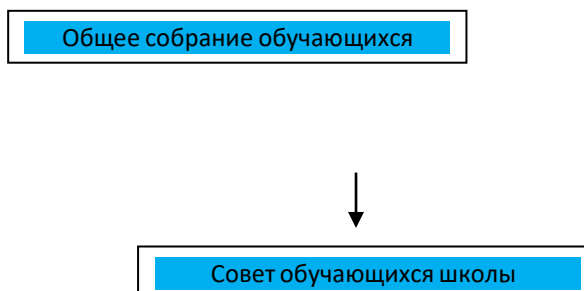 Общее собрание обучающихся
Совет обучающихся школы